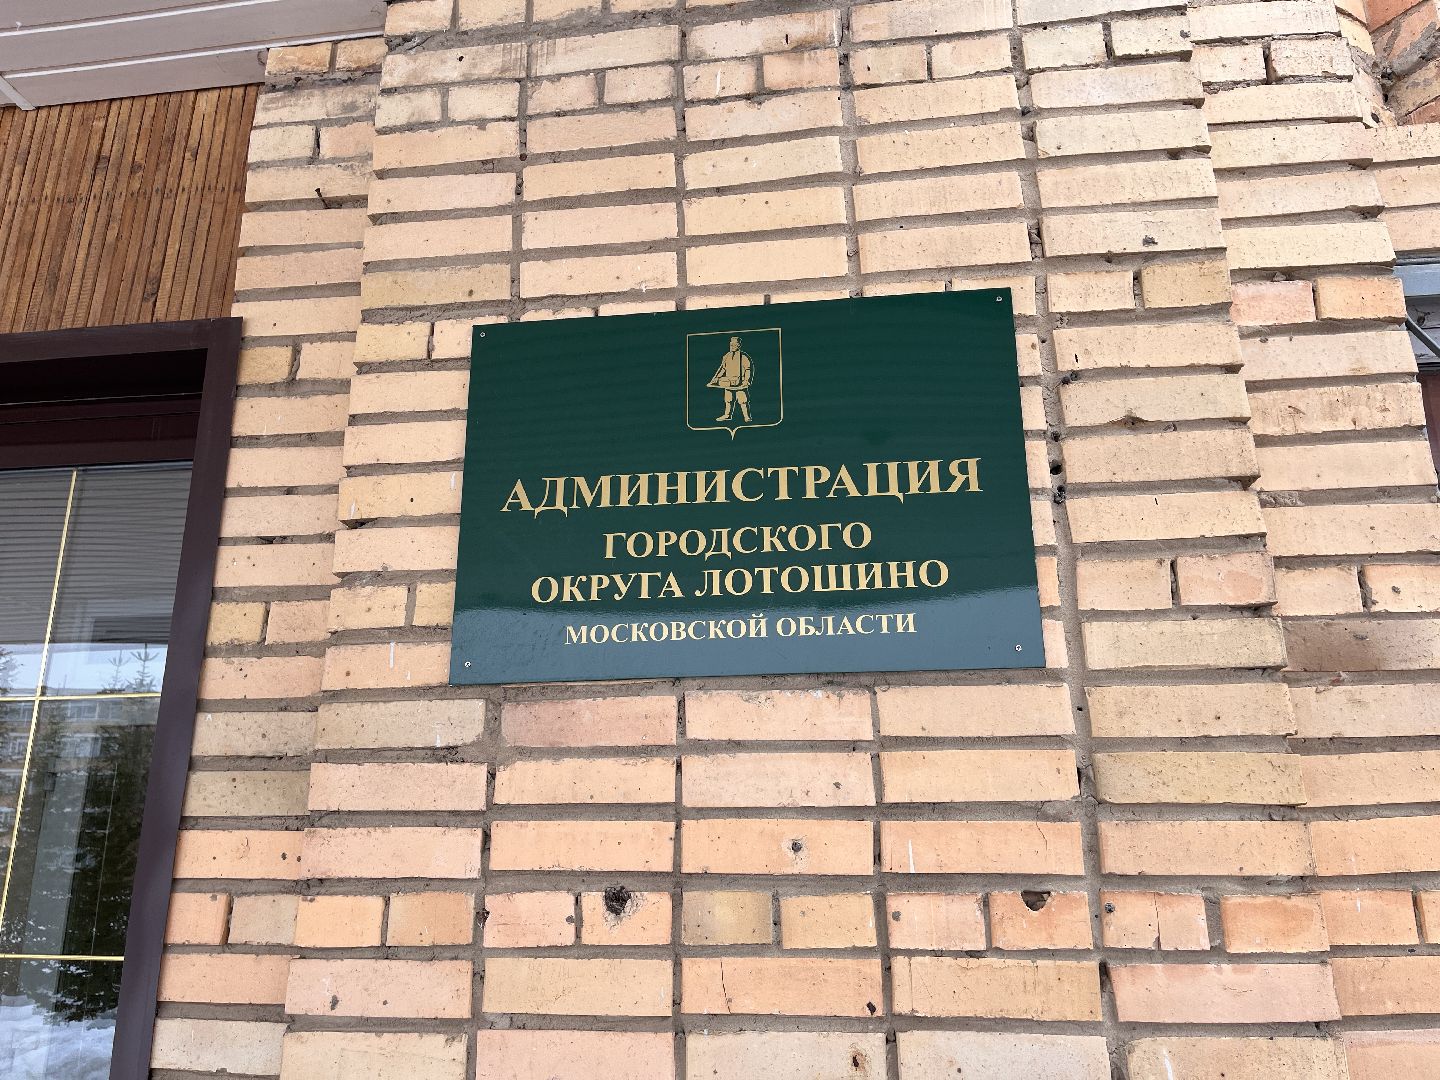 АДМИНИСТРАЦИЯ
ГОРОДСКОГО
ОКРУГА ЛОТОШИНО
МОСКОВСКОЙ ОБЛАСТИ